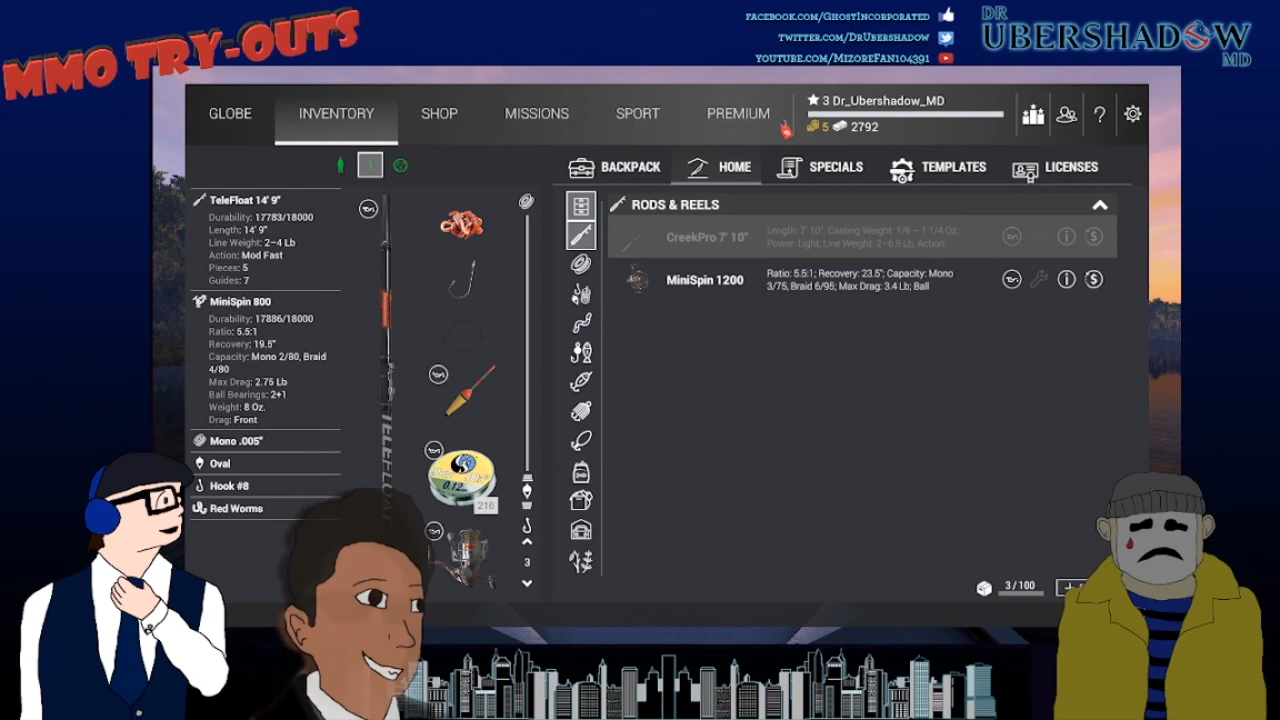 MMO TRY-OUTS
FACEBOOK.COM/GHOSTINCORPORATED
TWITTER.COM/DRUBERSHADOW
YOUTUBE.COM/MIZOREFAN104391
DR
UBERSHADOW
MD
GLOBE
INVENTORY
SHOP
MISSIONS
SPORT
PREMIUM
3 Dr_Ubershadow_MD
5 2792
?
1
BACKPACK
HOME
SPECIALS
TEMPLATES
LICENSES
TeleFloat 14' 9"
Durability: 17783/18000
Length: 14' 9"
Line Weight: 2–4 Lb
Action: Mod Fast
Pieces: 5
Guides: 7
MiniSpin 800
Durability: 17886/18000
Ratio: 5.5:1
Recovery: 19.5"
Capacity: Mono 2/80, Braid
4/80
Max Drag: 2.75 Lb
Ball Bearings: 2+1
Weight: 8 Oz.
Drag: Front
Mono .005"
Oval
Hook #8
Red Worms
TELEFLOAT
0.12
216
3
RODS & REELS
CreekPro 7' 10"
Length: 7' 10"; Casting Weight: 1/6 – 1 1/4 Oz;
Power: Light; Line Weight: 2–6.5 Lb; Action:
MiniSpin 1200
Ratio: 5.5:1; Recovery: 23.5"; Capacity: Mono
3/75, Braid 6/95; Max Drag: 3.4 Lb; Ball
3 / 100